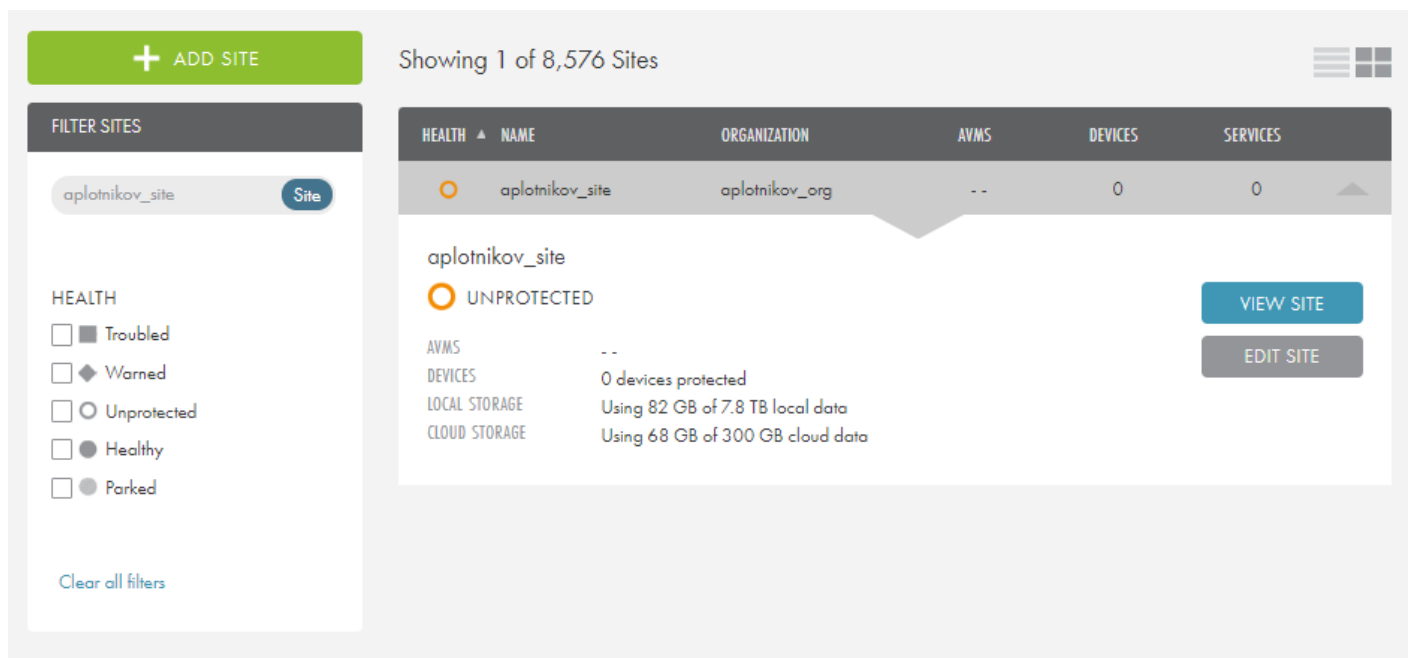 ADD SITE
Showing 1 of 8,576 Sites
FILTER SITES
aplotnikov_site Site
HEALTH
Troubled
Warned
Unprotected
Healthy
Parked
Clear all filters
HEALTH NAME ORGANIZATION AVMS DEVICES SERVICES
aplotnikov_site aplotnikov_org - - 0 0
aplotnikov_site
UNPROTECTED
VIEW SITE
EDIT SITE
AVMS - -
DEVICES 0 devices protected
LOCAL STORAGE Using 82 GB of 7.8 TB local data
CLOUD STORAGE Using 68 GB of 300 GB cloud data